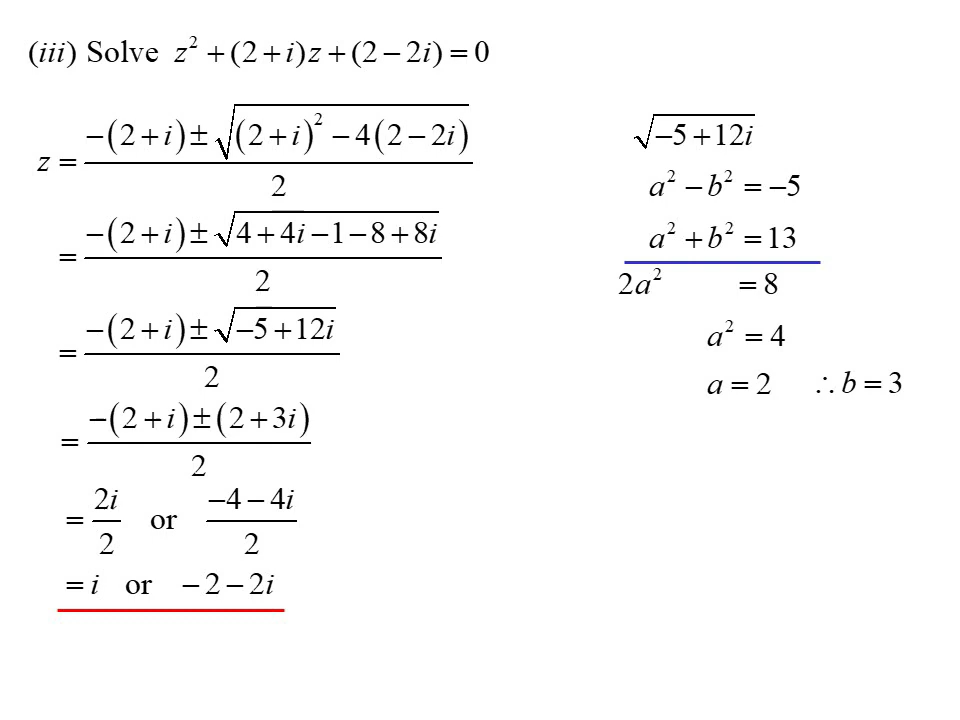 (iii) Solve z² + (2 + i)z + (2 − 2i) = 0
z = (−(2 + i) ± √((2 + i)² − 4(2 − 2i))) / 2
= (−(2 + i) ± √(4 + 4i − 1 − 8 + 8i)) / 2
= (−(2 + i) ± √(−5 + 12i)) / 2
= (−(2 + i) ± (2 + 3i)) / 2
= 2i / 2 or (−4 − 4i) / 2
= i or −2 − 2i
√(−5 + 12i)
a² − b² = −5
a² + b² = 13
2a² = 8
a² = 4
a = 2 ∴ b = 3